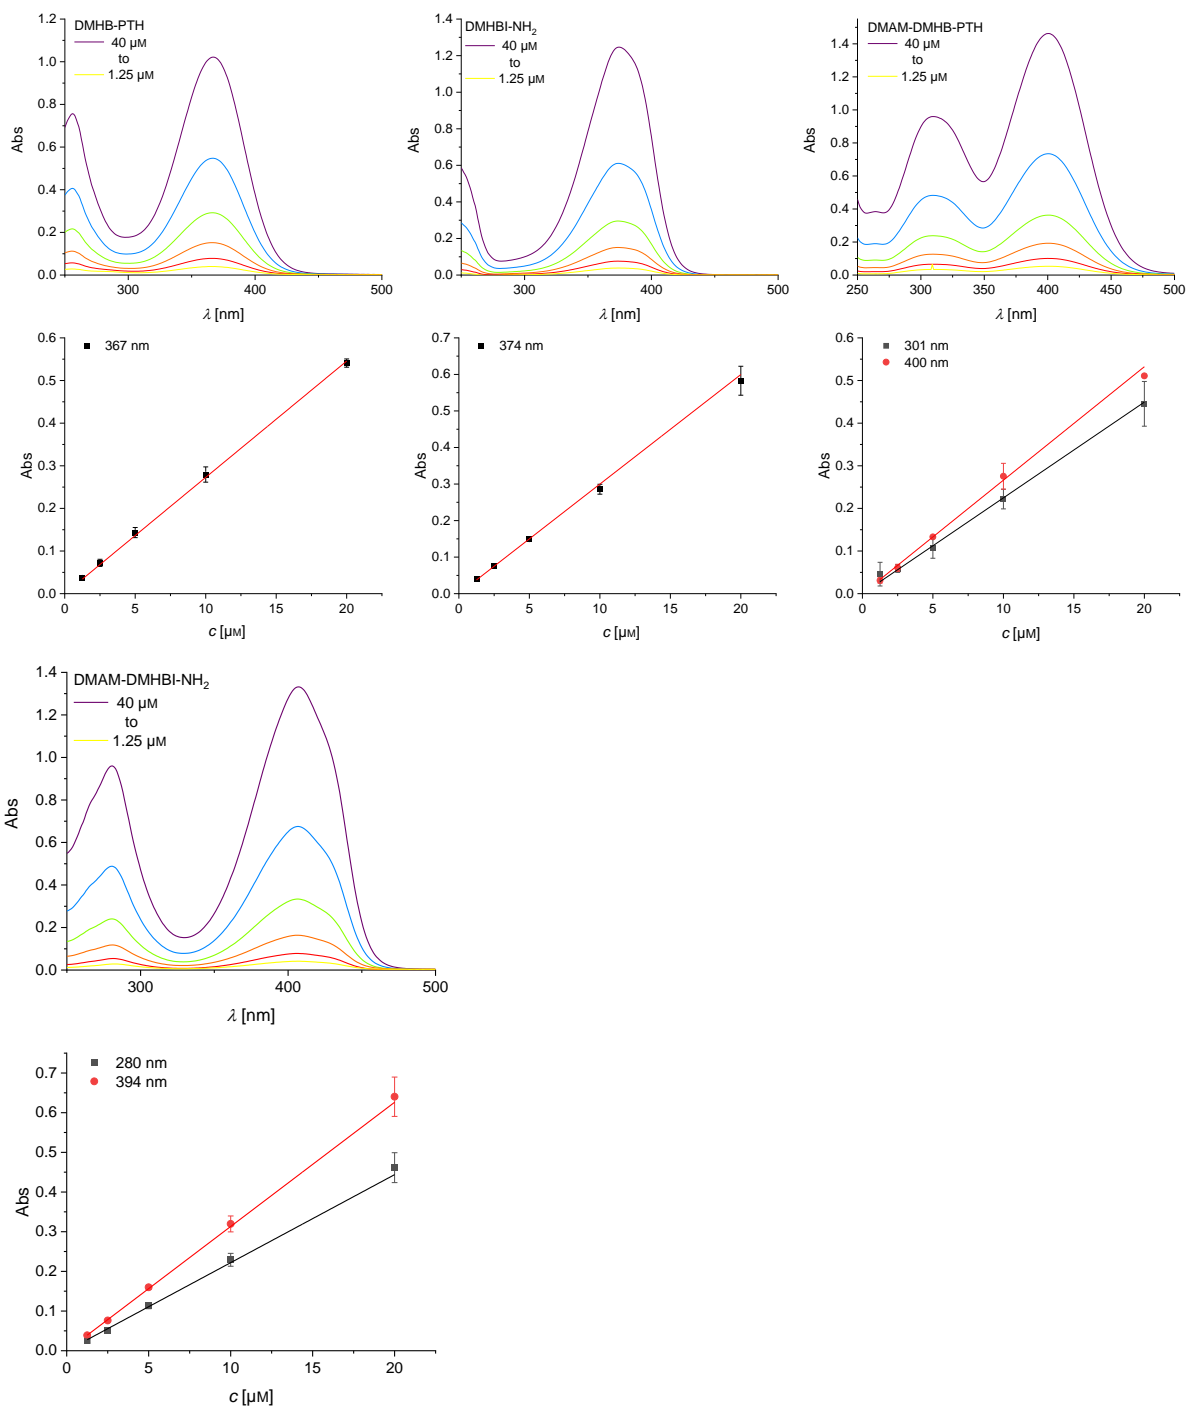 DMHB-PTH
40 µM
to
1.25 µM
Abs
1.2
1.0
0.8
0.6
0.4
0.2
0.0
300
400
500
λ [nm]
DMHBI-NH₂
40 µM
to
1.25 µM
Abs
1.4
1.2
1.0
0.8
0.6
0.4
0.2
0.0
300
400
500
λ [nm]
DMAM-DMHB-PTH
40 µM
to
1.25 µM
Abs
1.4
1.2
1.0
0.8
0.6
0.4
0.2
0.0
250
300
350
400
450
500
λ [nm]
367 nm
Abs
0.6
0.5
0.4
0.3
0.2
0.1
0.0
0
5
10
15
20
c [µM]
374 nm
Abs
0.7
0.6
0.5
0.4
0.3
0.2
0.1
0.0
0
5
10
15
20
c [µM]
301 nm
400 nm
Abs
0.6
0.5
0.4
0.3
0.2
0.1
0.0
0
5
10
15
20
c [µM]
DMAM-DMHBI-NH₂
40 µM
to
1.25 µM
Abs
1.4
1.2
1.0
0.8
0.6
0.4
0.2
0.0
300
400
500
λ [nm]
280 nm
394 nm
Abs
0.7
0.6
0.5
0.4
0.3
0.2
0.1
0.0
0
5
10
15
20
c [µM]